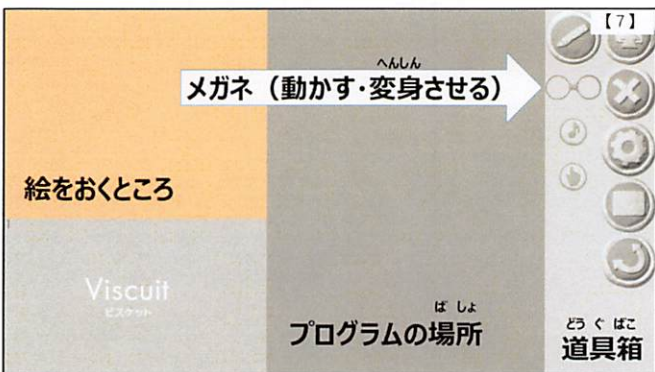 【7】
へんしん
メガネ（動かす・変身させる）
絵をおくところ
Viscuit
ビスケット
ば しょ
プログラムの場所
どう ぐ ばこ
道具箱